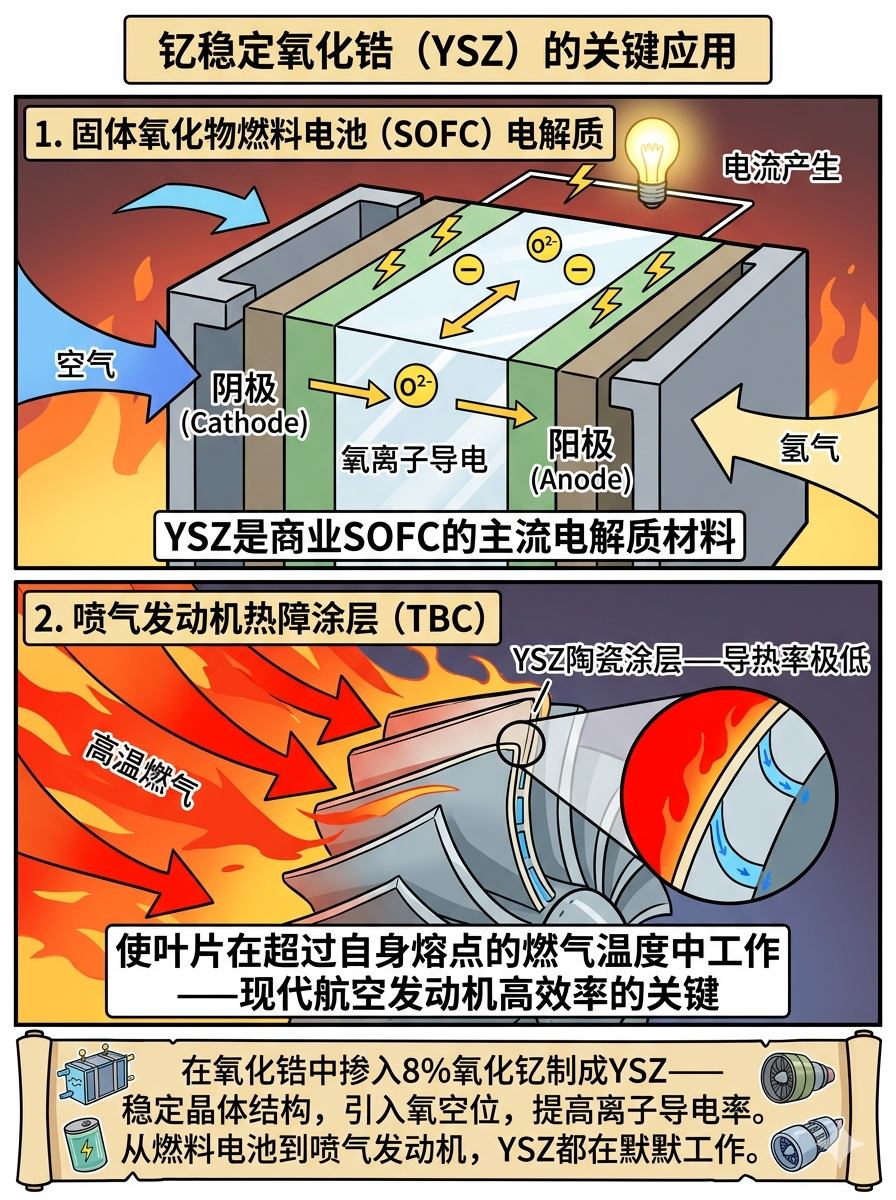 钇稳定氧化锆（YSZ）的关键应用
1. 固体氧化物燃料电池（SOFC）电解质
电流产生
O²⁻
空气
阴极
(Cathode)
O²⁻
氧离子导电
阳极
(Anode)
氢气
YSZ是商业SOFC的主流电解质材料
2. 喷气发动机热障涂层（TBC）
YSZ陶瓷涂层——导热率极低
高温燃气
使叶片在超过自身熔点的燃气温度中工作
——现代航空发动机高效率的关键
在氧化锆中掺入8%氧化钇制成YSZ——
稳定晶体结构，引入氧空位，提高离子导电率。
从燃料电池到喷气发动机，YSZ都在默默工作。